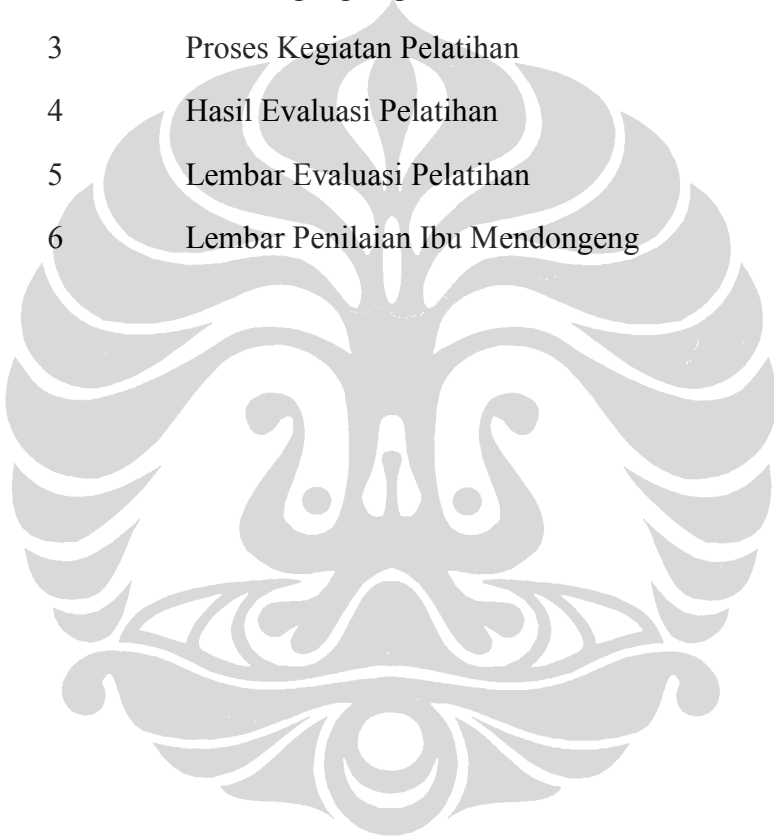 3 Proses Kegiatan Pelatihan
4 Hasil Evaluasi Pelatihan
5 Lembar Evaluasi Pelatihan
6 Lembar Penilaian Ibu Mendongeng